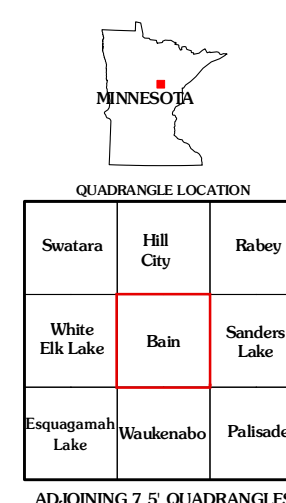 MINNESOTA
QUADRANGLE LOCATION
Swatara
Hill
City
Rabey
White
Elk Lake
Bain
Sanders
Lake
Esquagamah
Lake
Waukenabo
Palisade
ADJOINING 7.5' QUADRANGLES